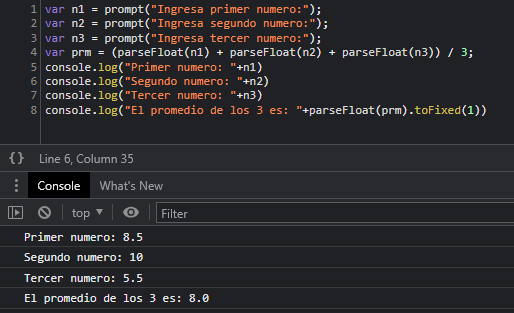 1 var n1 = prompt("Ingresa primer numero:");
2 var n2 = prompt("Ingresa segundo numero:");
3 var n3 = prompt("Ingresa tercer numero:");
4 var prm = (parseFloat(n1) + parseFloat(n2) + parseFloat(n3)) / 3;
5 console.log("Primer numero: "+n1)
6 console.log("Segundo numero: "+n2)
7 console.log("Tercer numero: "+n3)
8 console.log("El promedio de los 3 es: "+parseFloat(prm).toFixed(1))
{} Line 6, Column 35
Console What's New
top Filter
Primer numero: 8.5
Segundo numero: 10
Tercer numero: 5.5
El promedio de los 3 es: 8.0